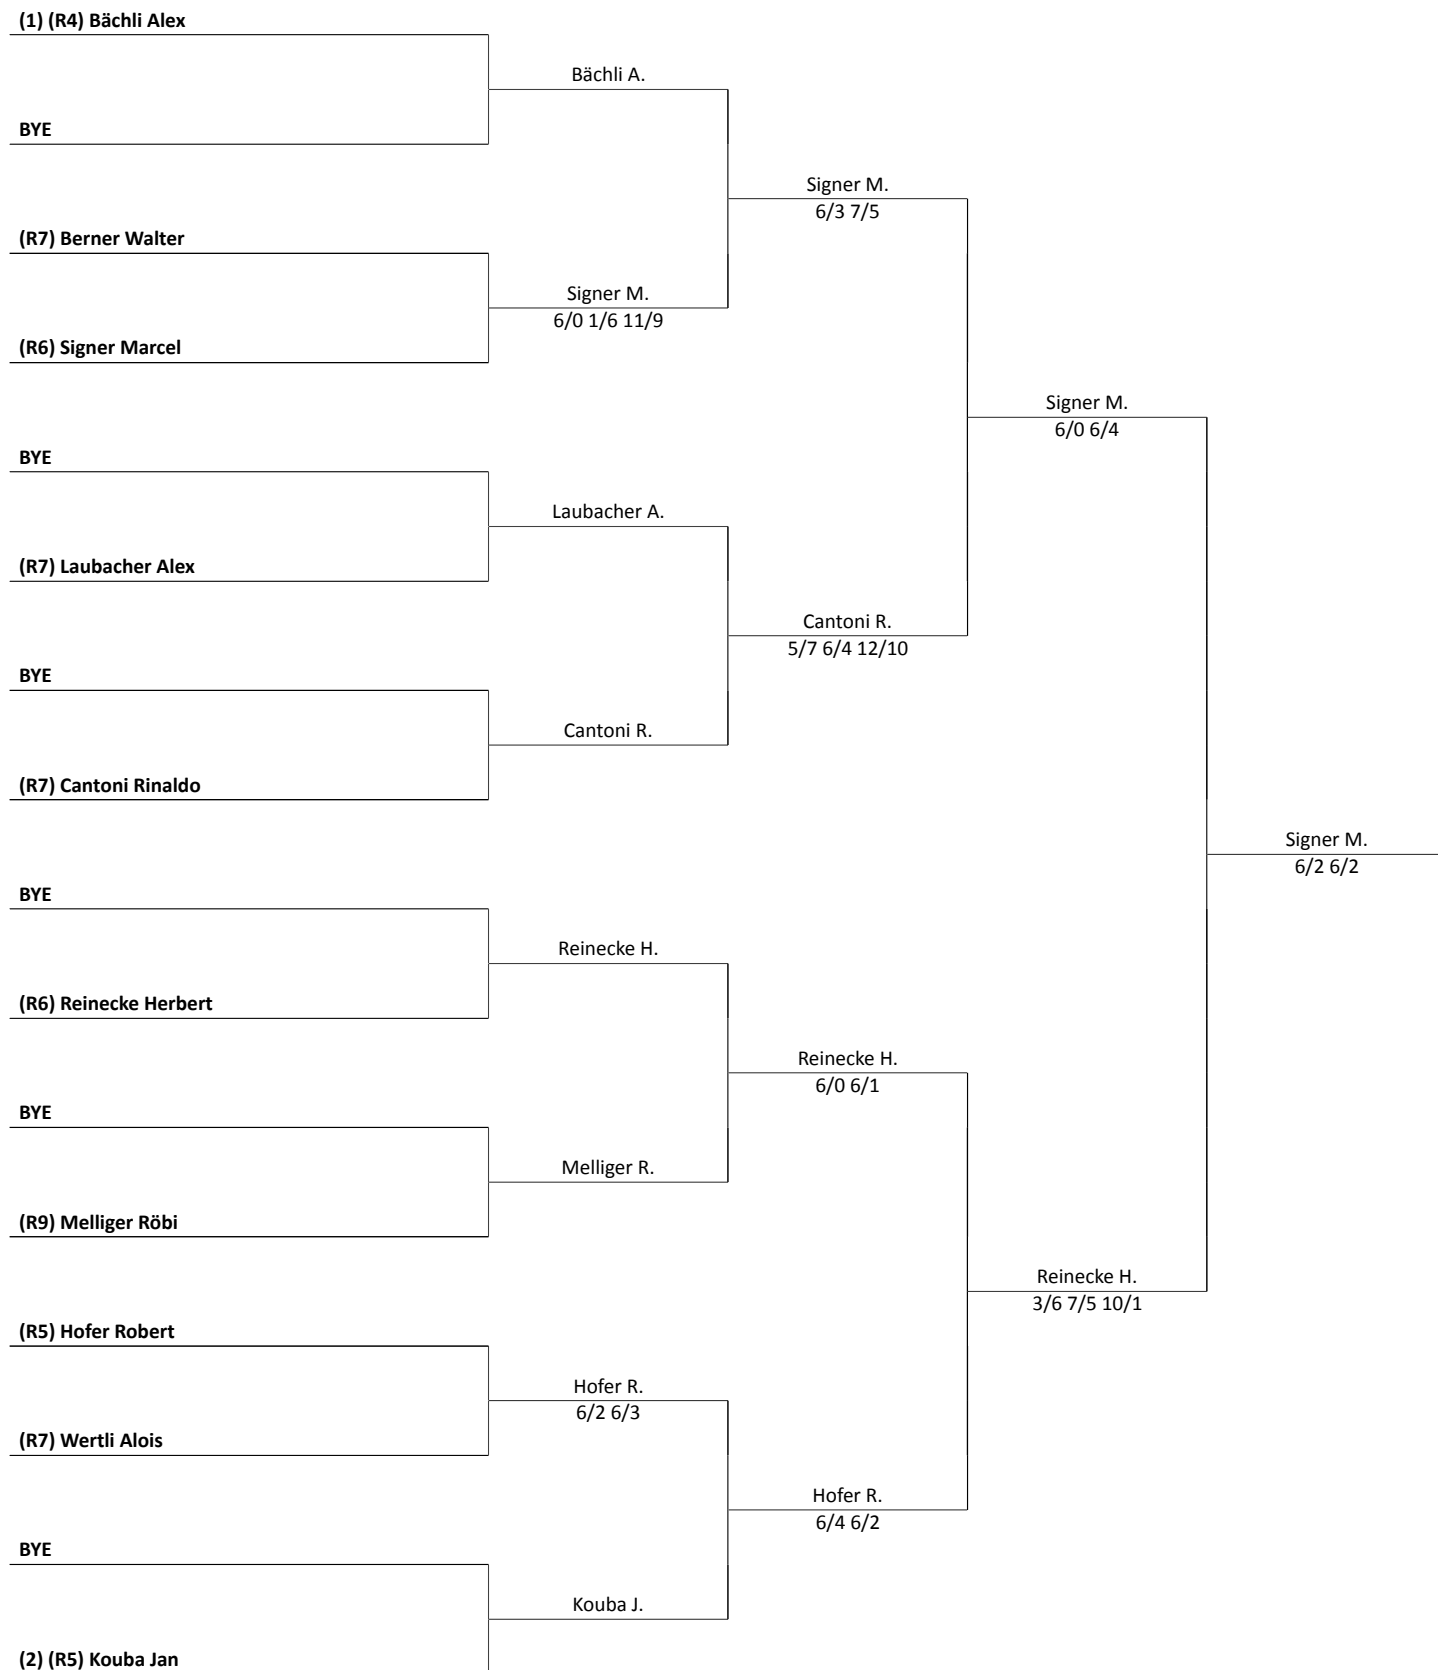 (1) (R4) Bächli Alex
BYE
(R7) Berner Walter
(R6) Signer Marcel
BYE
(R7) Laubacher Alex
BYE
(R7) Cantoni Rinaldo
BYE
(R6) Reinecke Herbert
BYE
(R9) Melliger Röbi
(R5) Hofer Robert
(R7) Wertli Alois
BYE
(2) (R5) Kouba Jan
Bächli A.
Signer M.
6/0 1/6 11/9
Laubacher A.
Cantoni R.
Reinecke H.
Melliger R.
Hofer R.
6/2 6/3
Kouba J.
Signer M.
6/3 7/5
Cantoni R.
5/7 6/4 12/10
Reinecke H.
6/0 6/1
Hofer R.
6/4 6/2
Signer M.
6/0 6/4
Reinecke H.
3/6 7/5 10/1
Signer M.
6/2 6/2